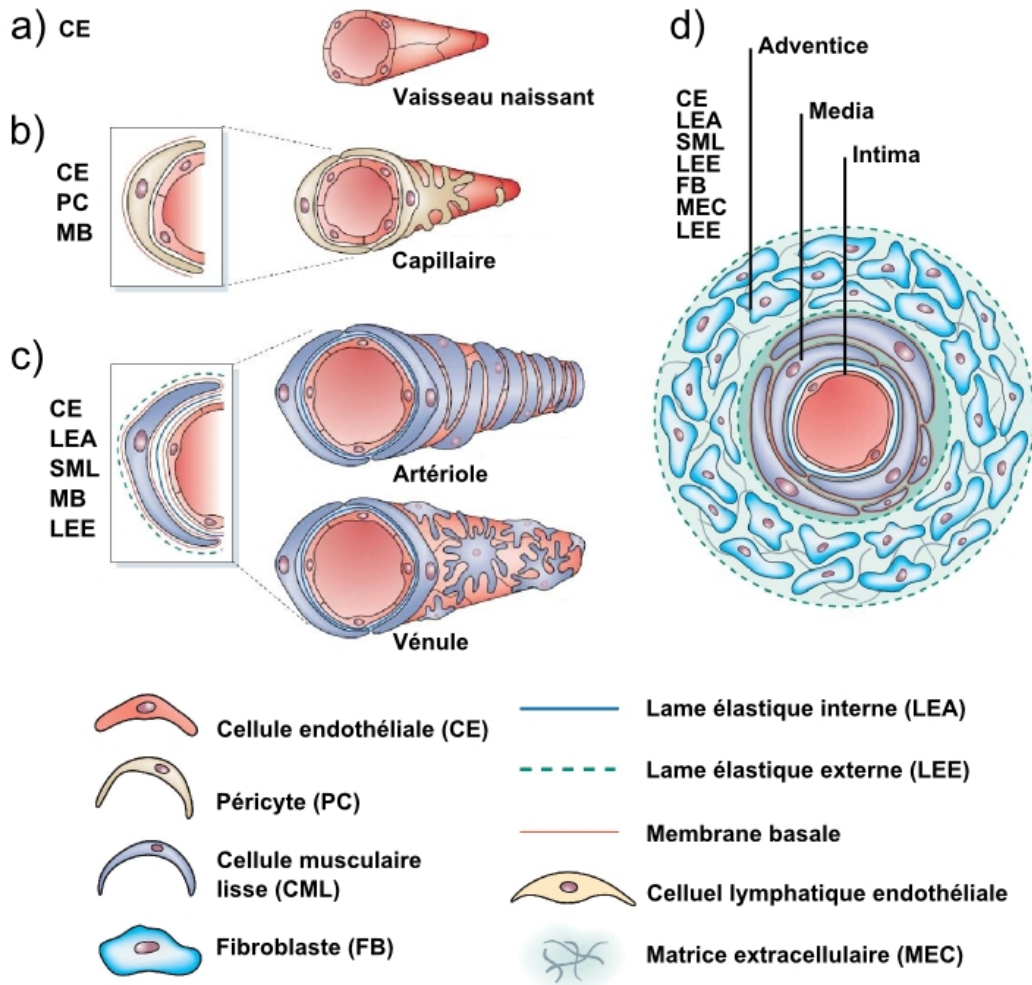 a) CE
Vaisseau naissant
b)
CE
PC
MB
Capillaire
c)
CE
LEA
SML
MB
LEE
Artériole
Vénule
d)
Adventice
Media
Intima
CE
LEA
SML
LEE
FB
MEC
LEE
Cellule endothéliale (CE)
Péricyte (PC)
Cellule musculaire
lisse (CML)
Fibroblaste (FB)
Lame élastique interne (LEA)
Lame élastique externe (LEE)
Membrane basale
Celluel lymphatique endothéliale
Matrice extracellulaire (MEC)